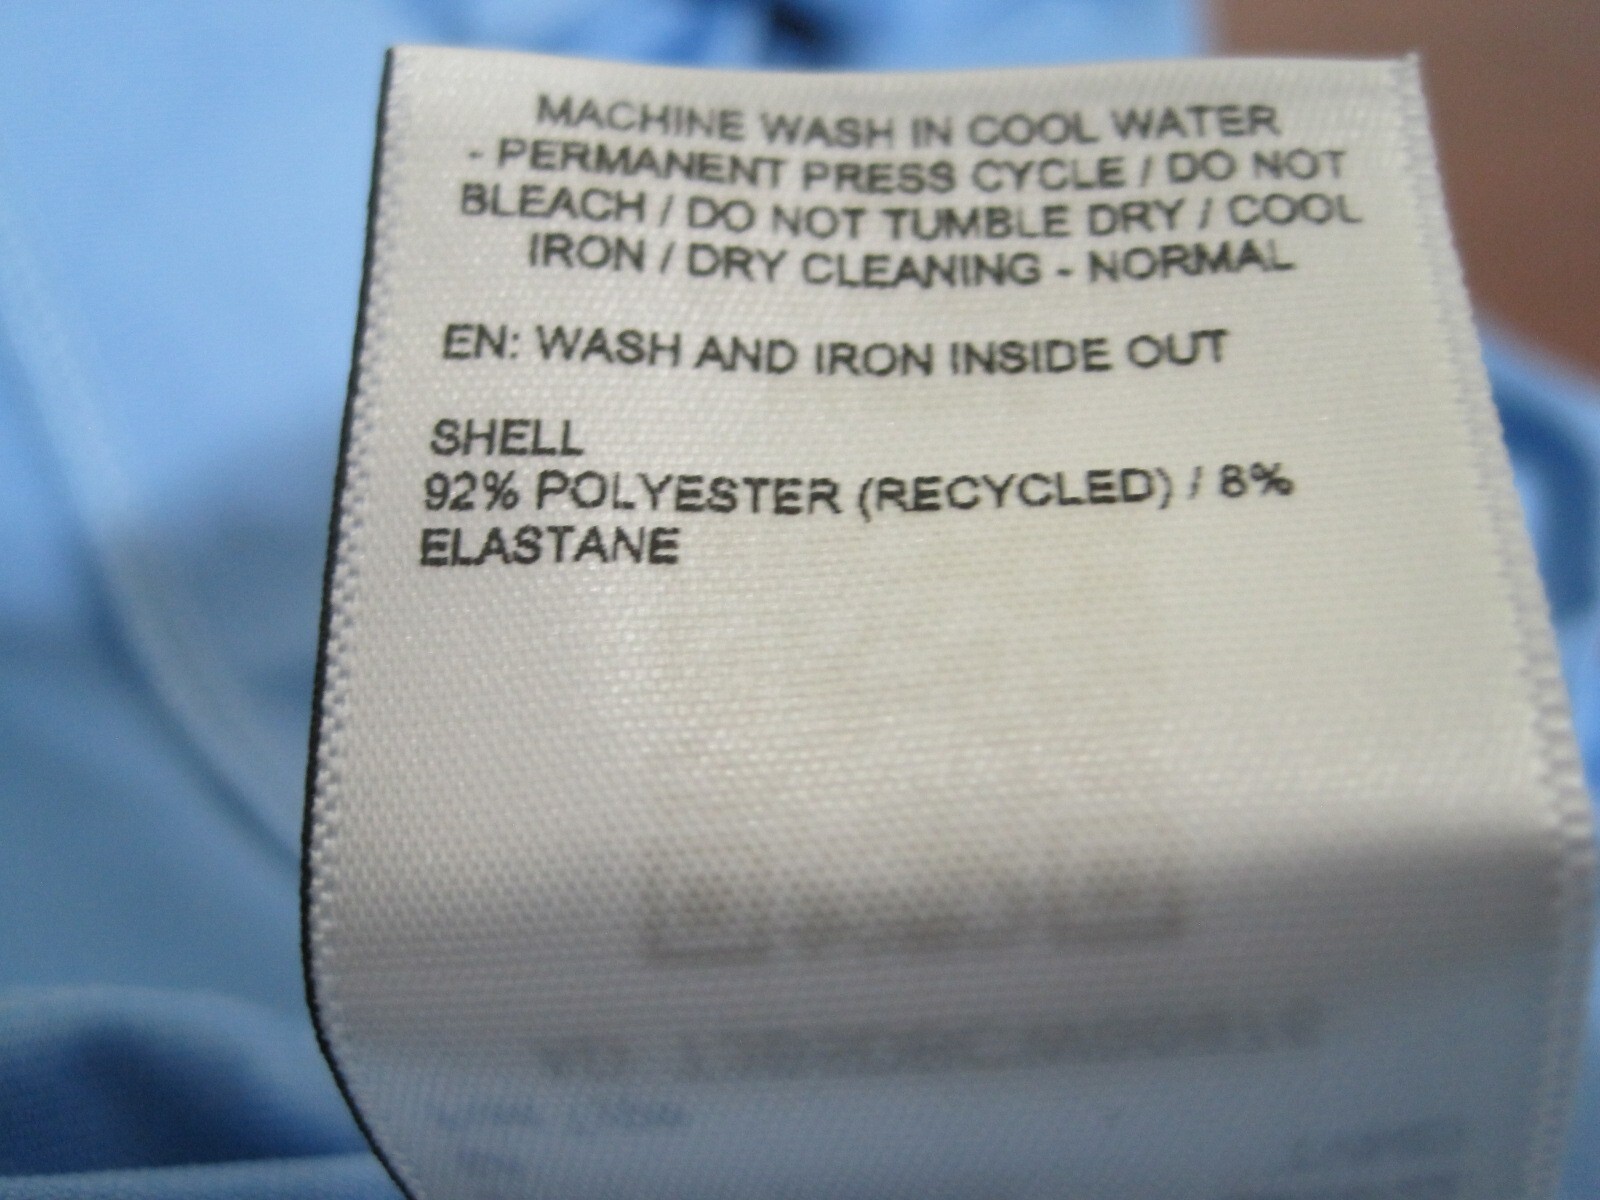 MACHINE WASH IN COOL WATER
- PERMANENT PRESS CYCLE / DO NOT
BLEACH / DO NOT TUMBLE DRY / COOL
IRON / DRY CLEANING - NORMAL
EN: WASH AND IRON INSIDE OUT
SHELL
92% POLYESTER (RECYCLED) / 8%
ELASTANE